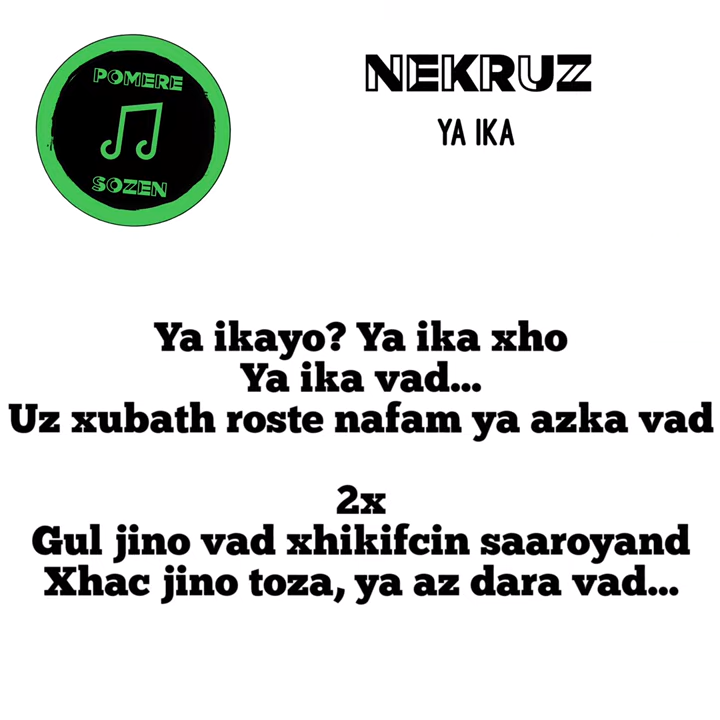 POMERE
SOZEN
NEKRUZ
YA IKA
Ya ikayo? Ya ika xho
Ya ika vad...
Uz xubath roste nafam ya azka vad
2x
Gul jino vad xhikifcin saaroyand
Xhac jino toza, ya az dara vad...